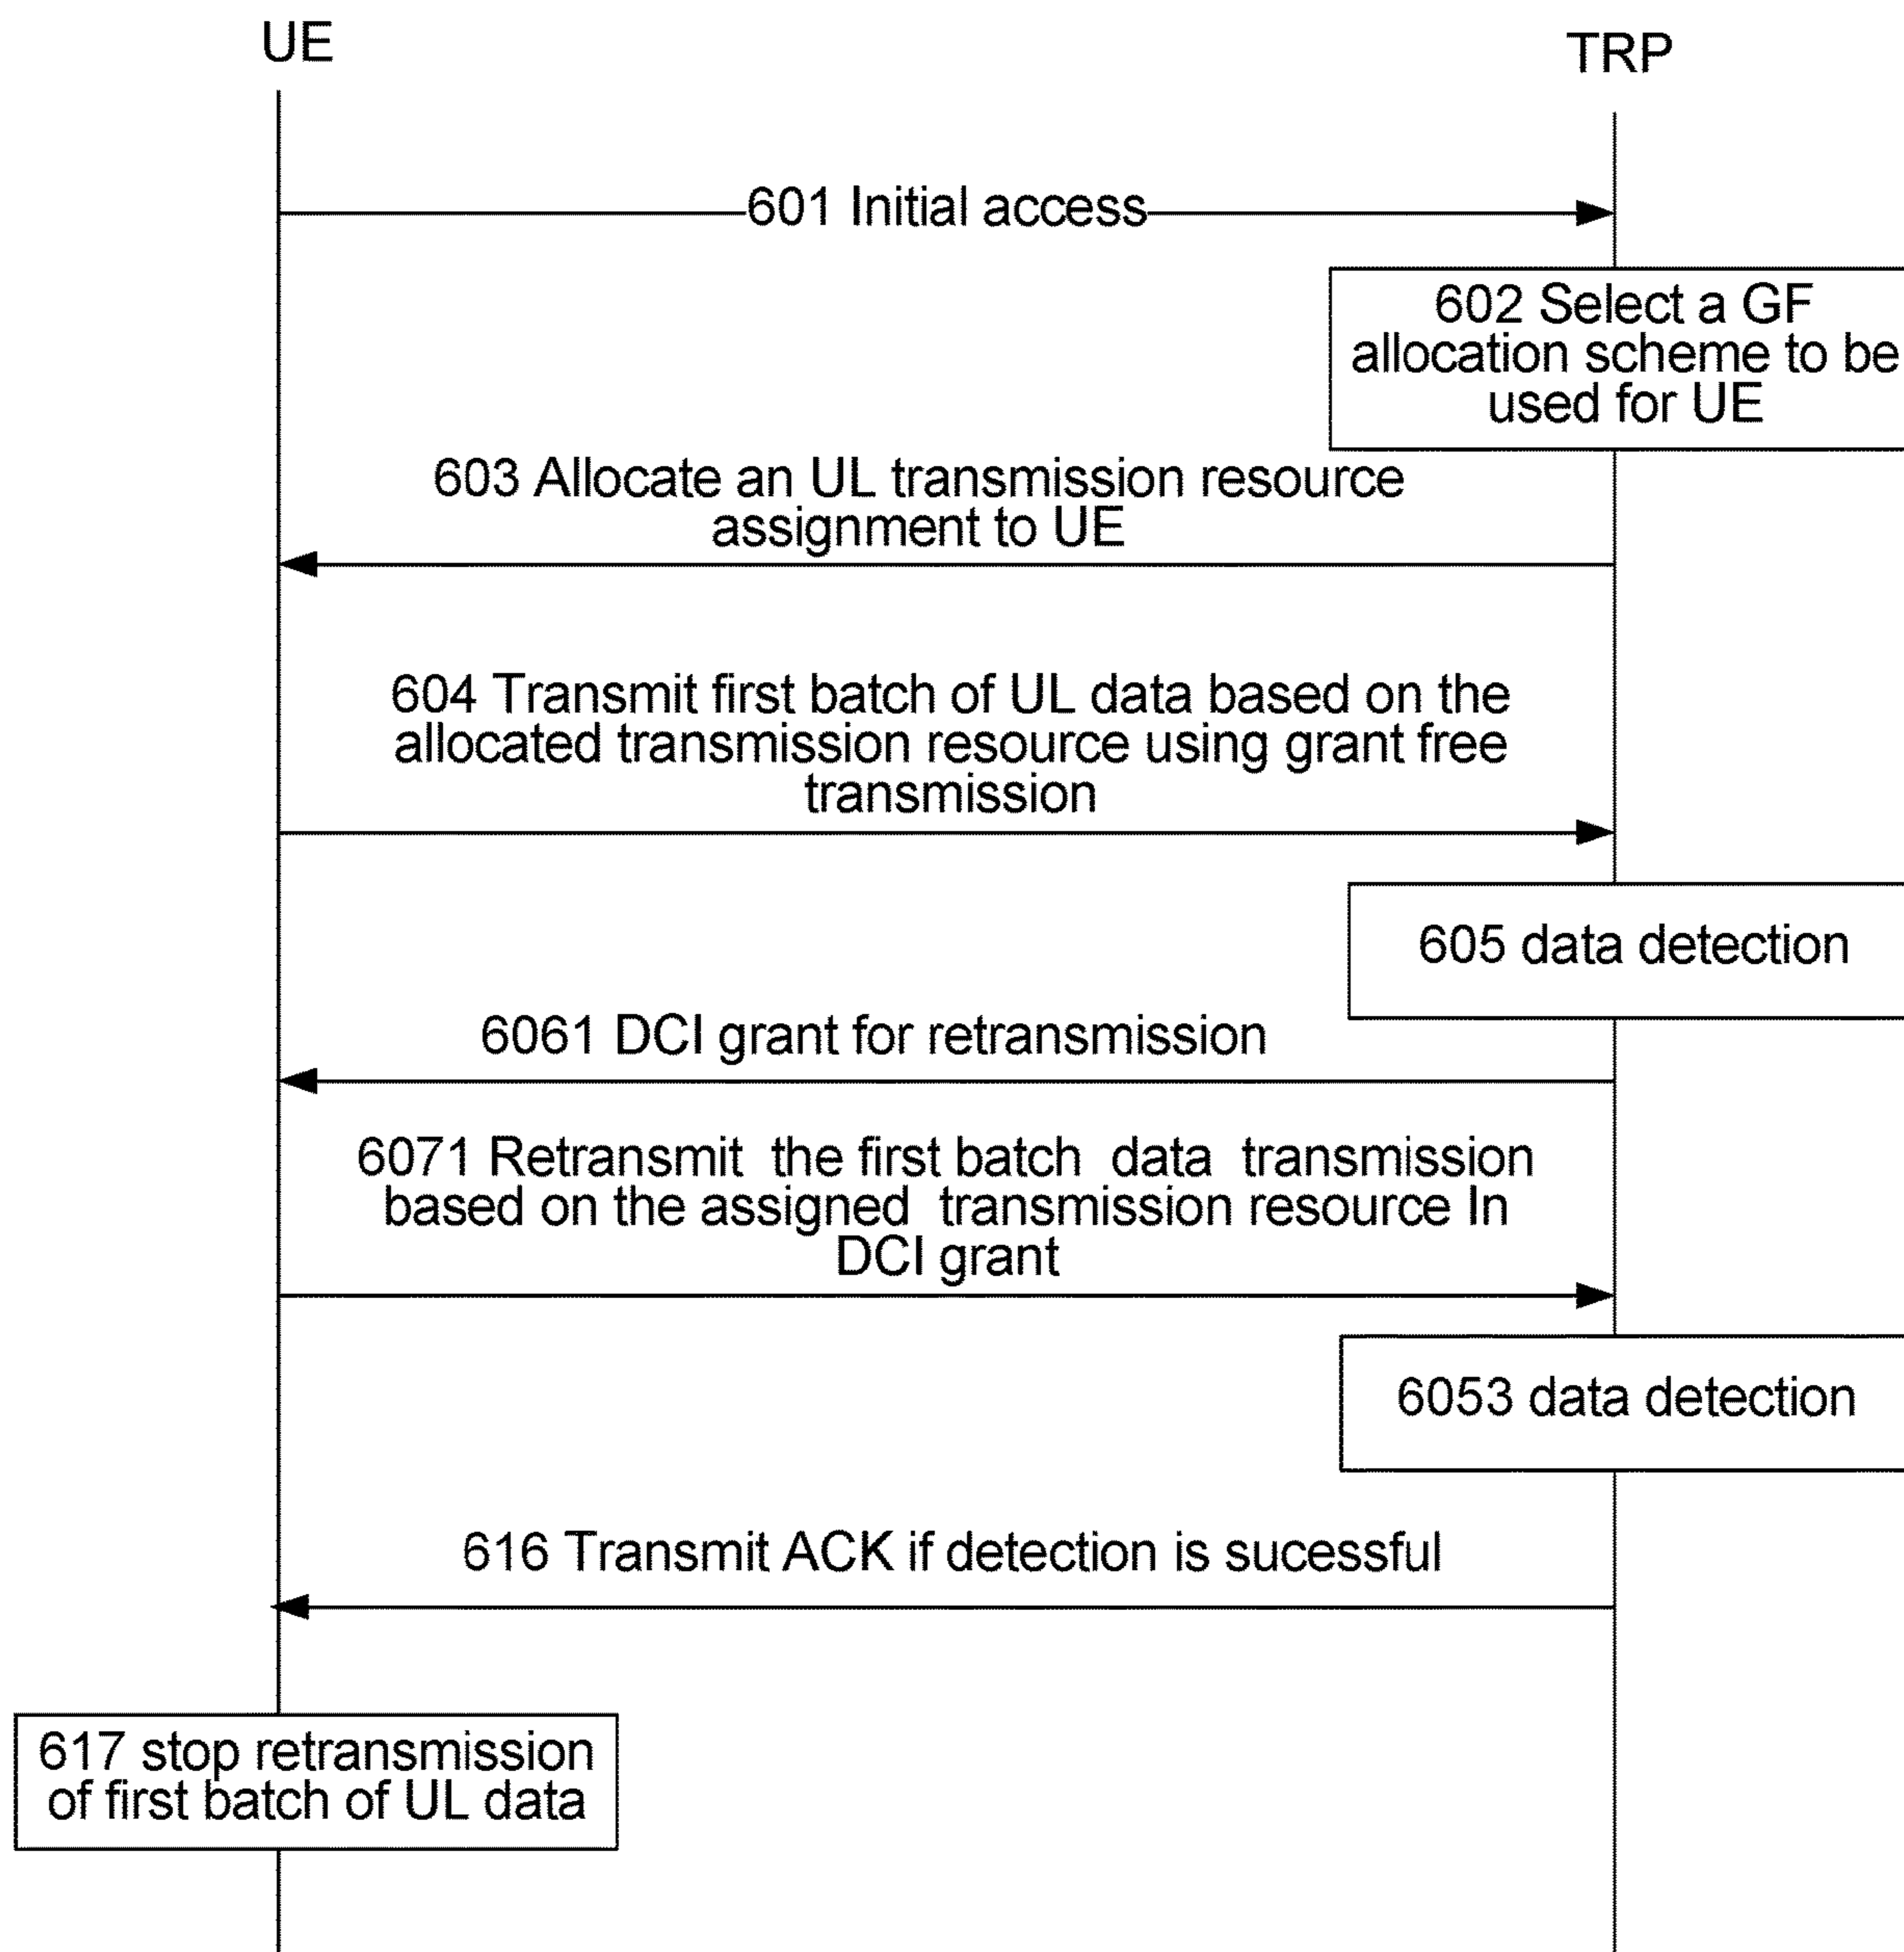 UE
TRP
601 Initial access
602 Select a GF
allocation scheme to be
used for UE
603 Allocate an UL transmission resource
assignment to UE
604 Transmit first batch of UL data based on the
allocated transmission resource using grant free
transmission
605 data detection
6061 DCI grant for retransmission
6071 Retransmit the first batch data transmission
based on the assigned transmission resource In
DCI grant
6053 data detection
616 Transmit ACK if detection is sucessful
617 stop retransmission
of first batch of UL data